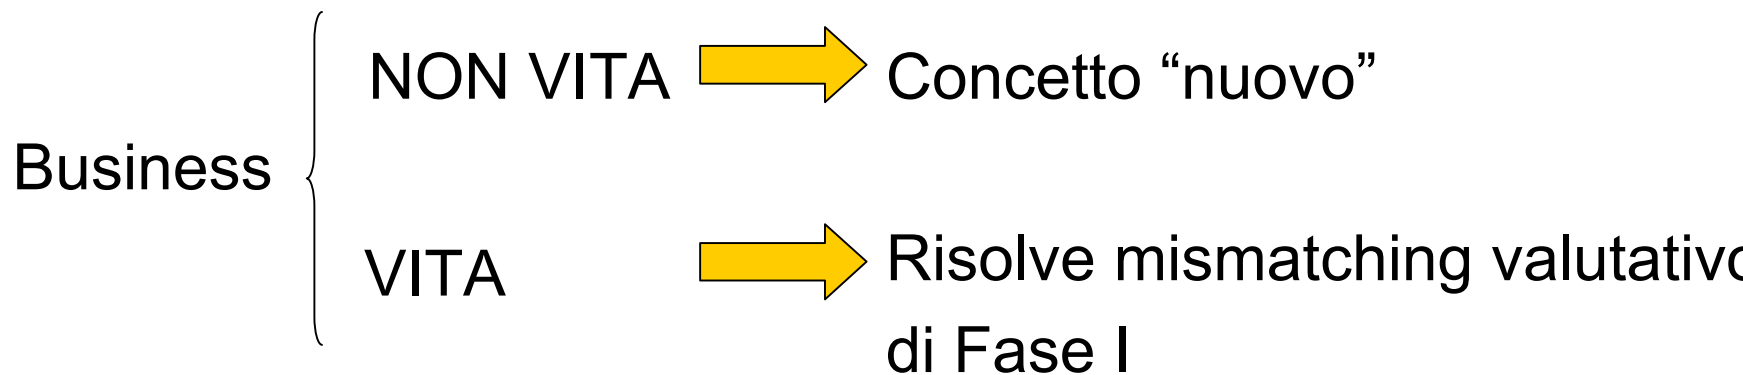 NON VITA
Concetto “nuovo”
Business
VITA
Risolve mismatching valutativo
di Fase I